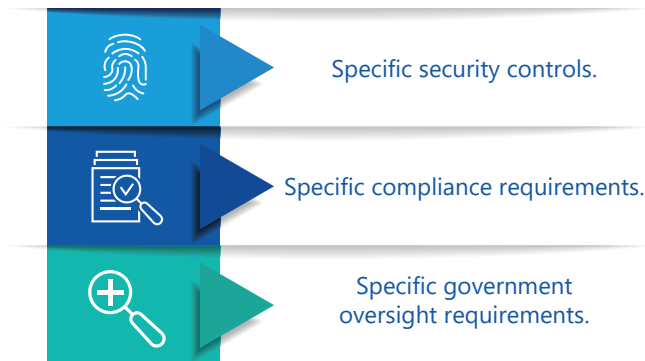 Specific security controls.
Specific compliance requirements.
Specific government
oversight requirements.